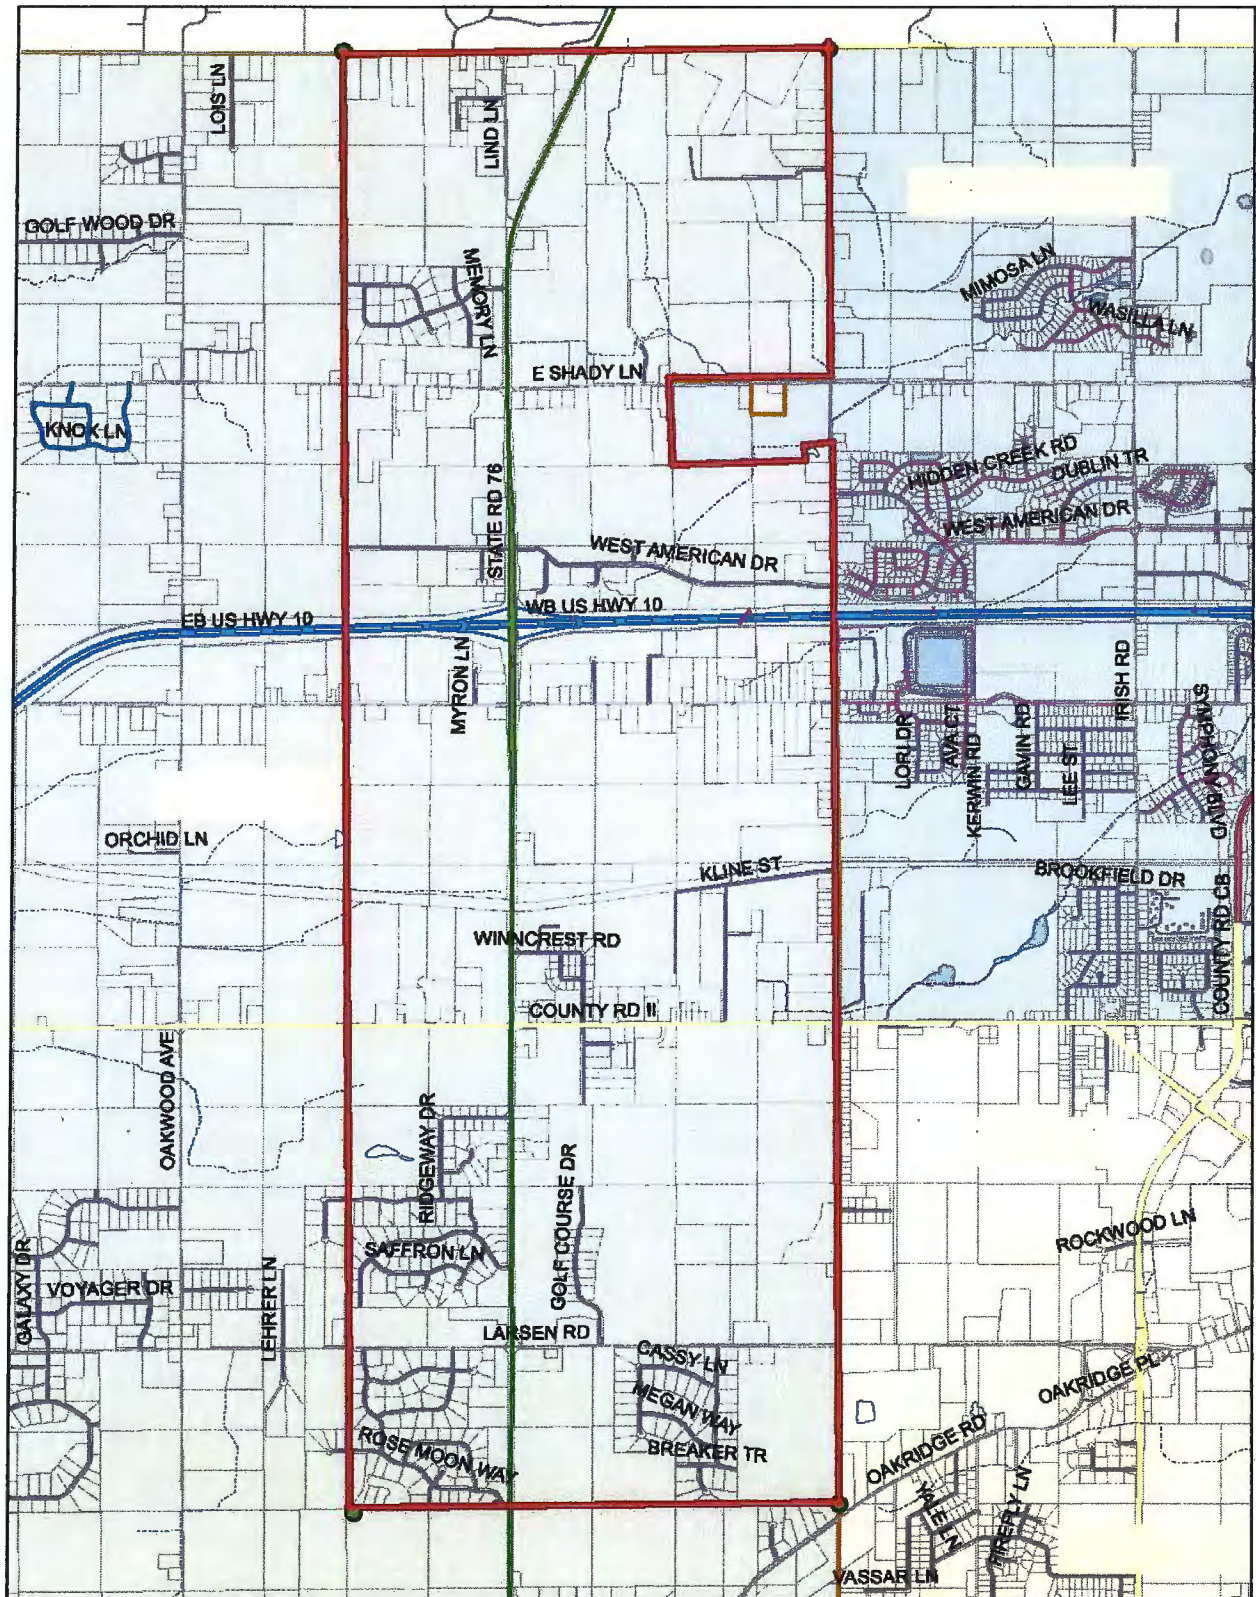 LOIS LN
LIND LN
GOLF WOOD DR
MEMORY LN
MIMOSA LN
WASILLA LN
E SHADY LN
KNOX LN
STATE RD 76
HIDDEN CREEK RD
DUBLIN TR
WEST AMERICAN DR
WEST AMERICAN DR
WB US HWY 10
EB US HWY 10
MYRON LN
LORI DR
AVA CT
KERWIN RD
GAVIN RD
LEE ST
IRISH RD
SYMPHONY BLVD
ORCHID LN
KLINE ST
BROOKFIELD DR
WINNCREST RD
COUNTY RD II
COUNTY RD CB
OAKWOOD AVE
RIDGEWAY DR
GOLF COURSE DR
ROCKWOOD LN
SAFFRON LN
GALAXY DR
VOYAGER DR
LEHRER LN
LARSEN RD
CASSY LN
MEGAN WAY
BREAKER TR
ROSE MOON WAY
OAKRIDGE PL
OAKRIDGE RD
YALE LN
FIREFLY LN
VASSAR LN